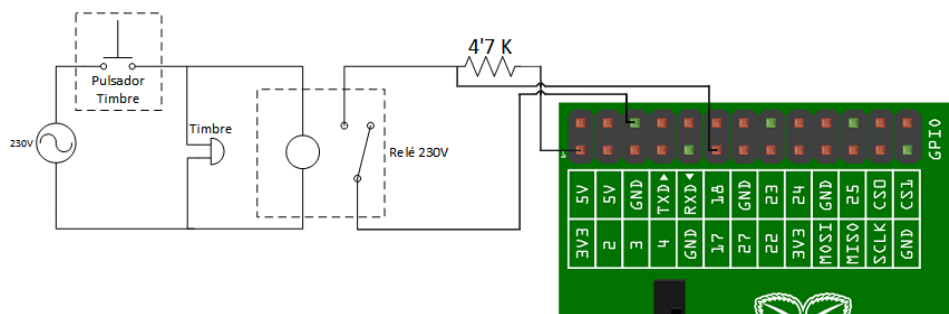 4'7 K
Pulsador
Timbre
230V
Timbre
Relé 230V
GPIO
5V 5V GND TXD RXD 18 GND 23 24 GND 25 CS0 CS1
3V3 2 3 4 GND 17 27 22 3V3 MOSI MISO SCLK GND